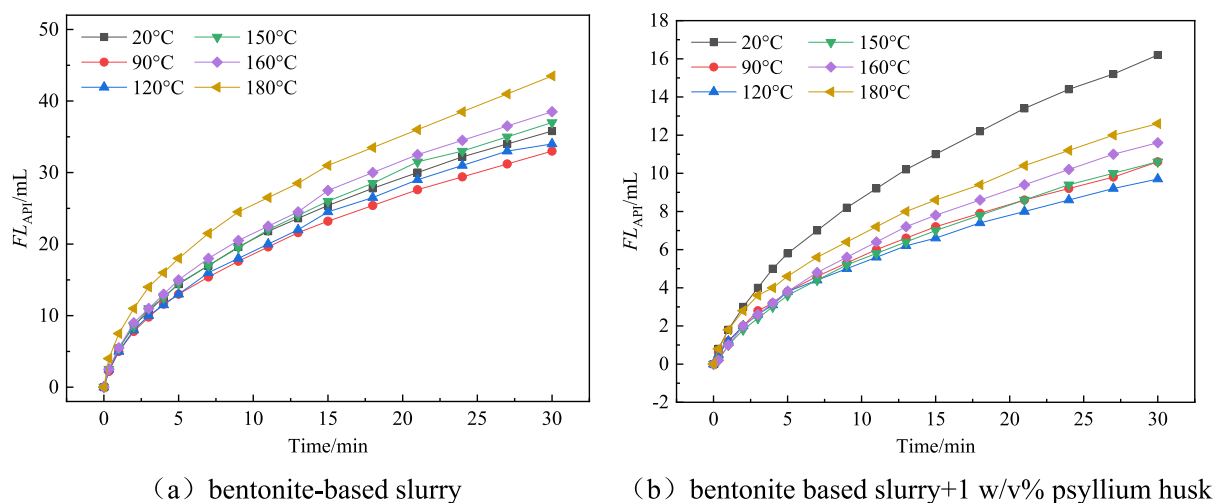 50
40
30
20
10
0
FL_API/mL
20°C
90°C
120°C
150°C
160°C
180°C
0 5 10 15 20 25 30
Time/min
（a）bentonite-based slurry
18
16
14
12
10
8
6
4
2
0
-2
FL_API/mL
20°C
90°C
120°C
150°C
160°C
180°C
0 5 10 15 20 25 30
Time/min
（b）bentonite based slurry+1 w/v% psyllium husk